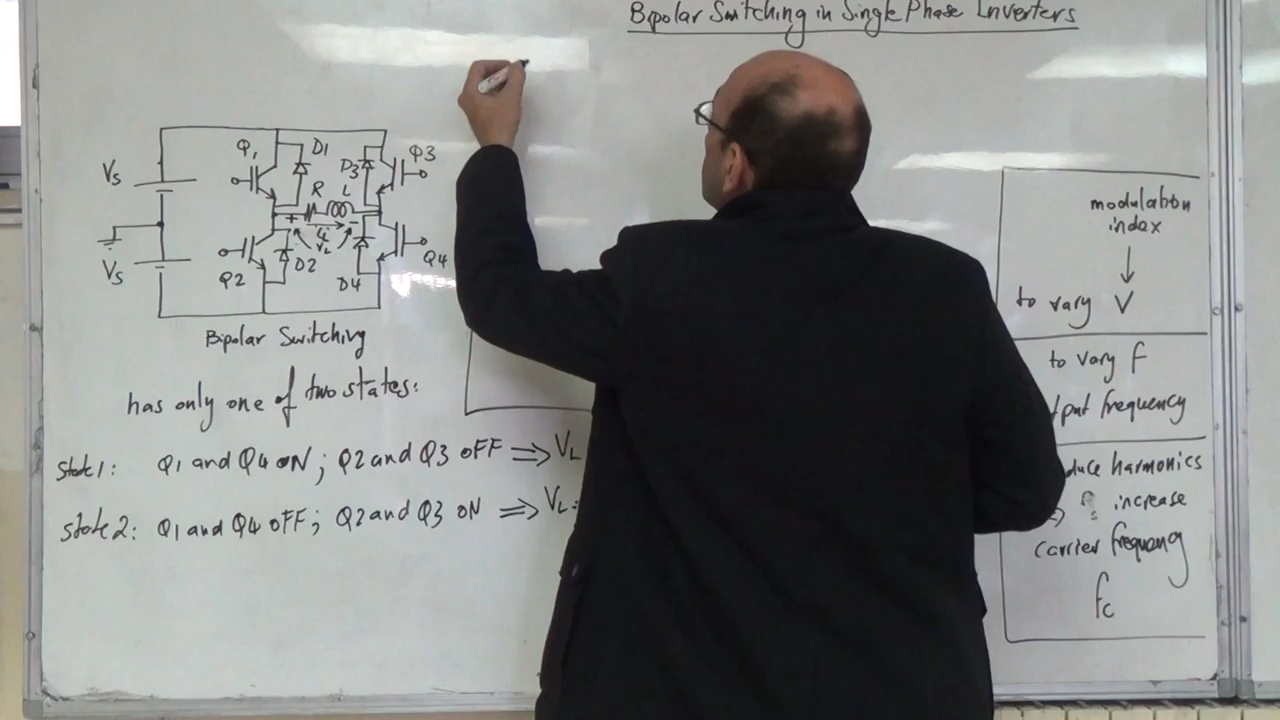 Bipolar Switching in Single Phase Inverters
Vs
Vs
Q1
D1
D3
Q3
R
L
+
-
VL
Q2
D2
D4
Q4
Bipolar Switching
has only one of two states:
State 1: Q1 and Q4 ON; Q2 and Q3 OFF ⇒ VL
State 2: Q1 and Q4 OFF; Q2 and Q3 ON ⇒ VL =
modulation
index
↓
to vary V
to vary f
tput frequency
duce harmonics
increase
carrier frequency
fc